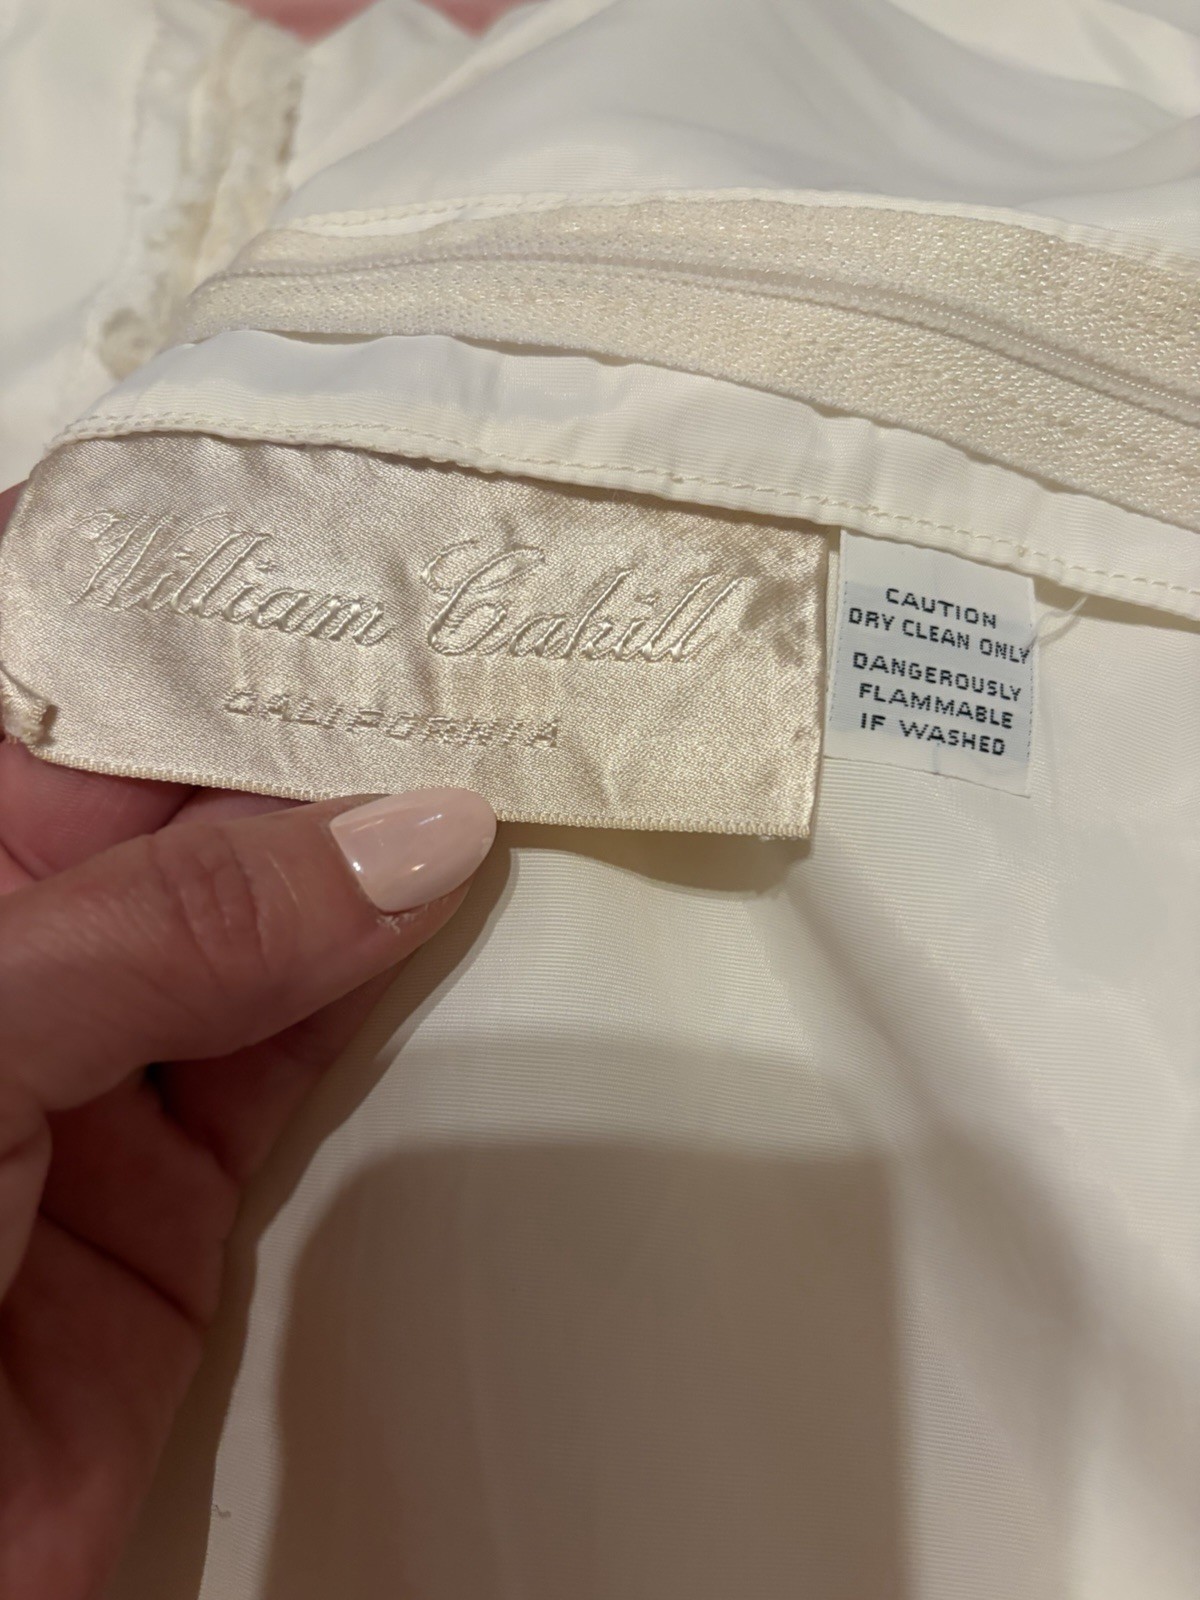 William Cahill
CALIFORNIA
CAUTION
DRY CLEAN ONLY
DANGEROUSLY
FLAMMABLE
IF WASHED